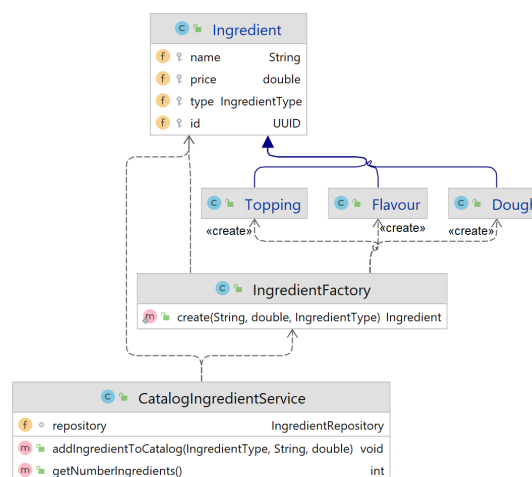 C Ingredient
f name String
f price double
f type IngredientType
f id UUID
C Topping
C Flavour
C Dough
«create»
«create»
«create»
C IngredientFactory
m create(String, double, IngredientType) Ingredient
C CatalogIngredientService
f repository IngredientRepository
m addIngredientToCatalog(IngredientType, String, double) void
m getNumberIngredients() int